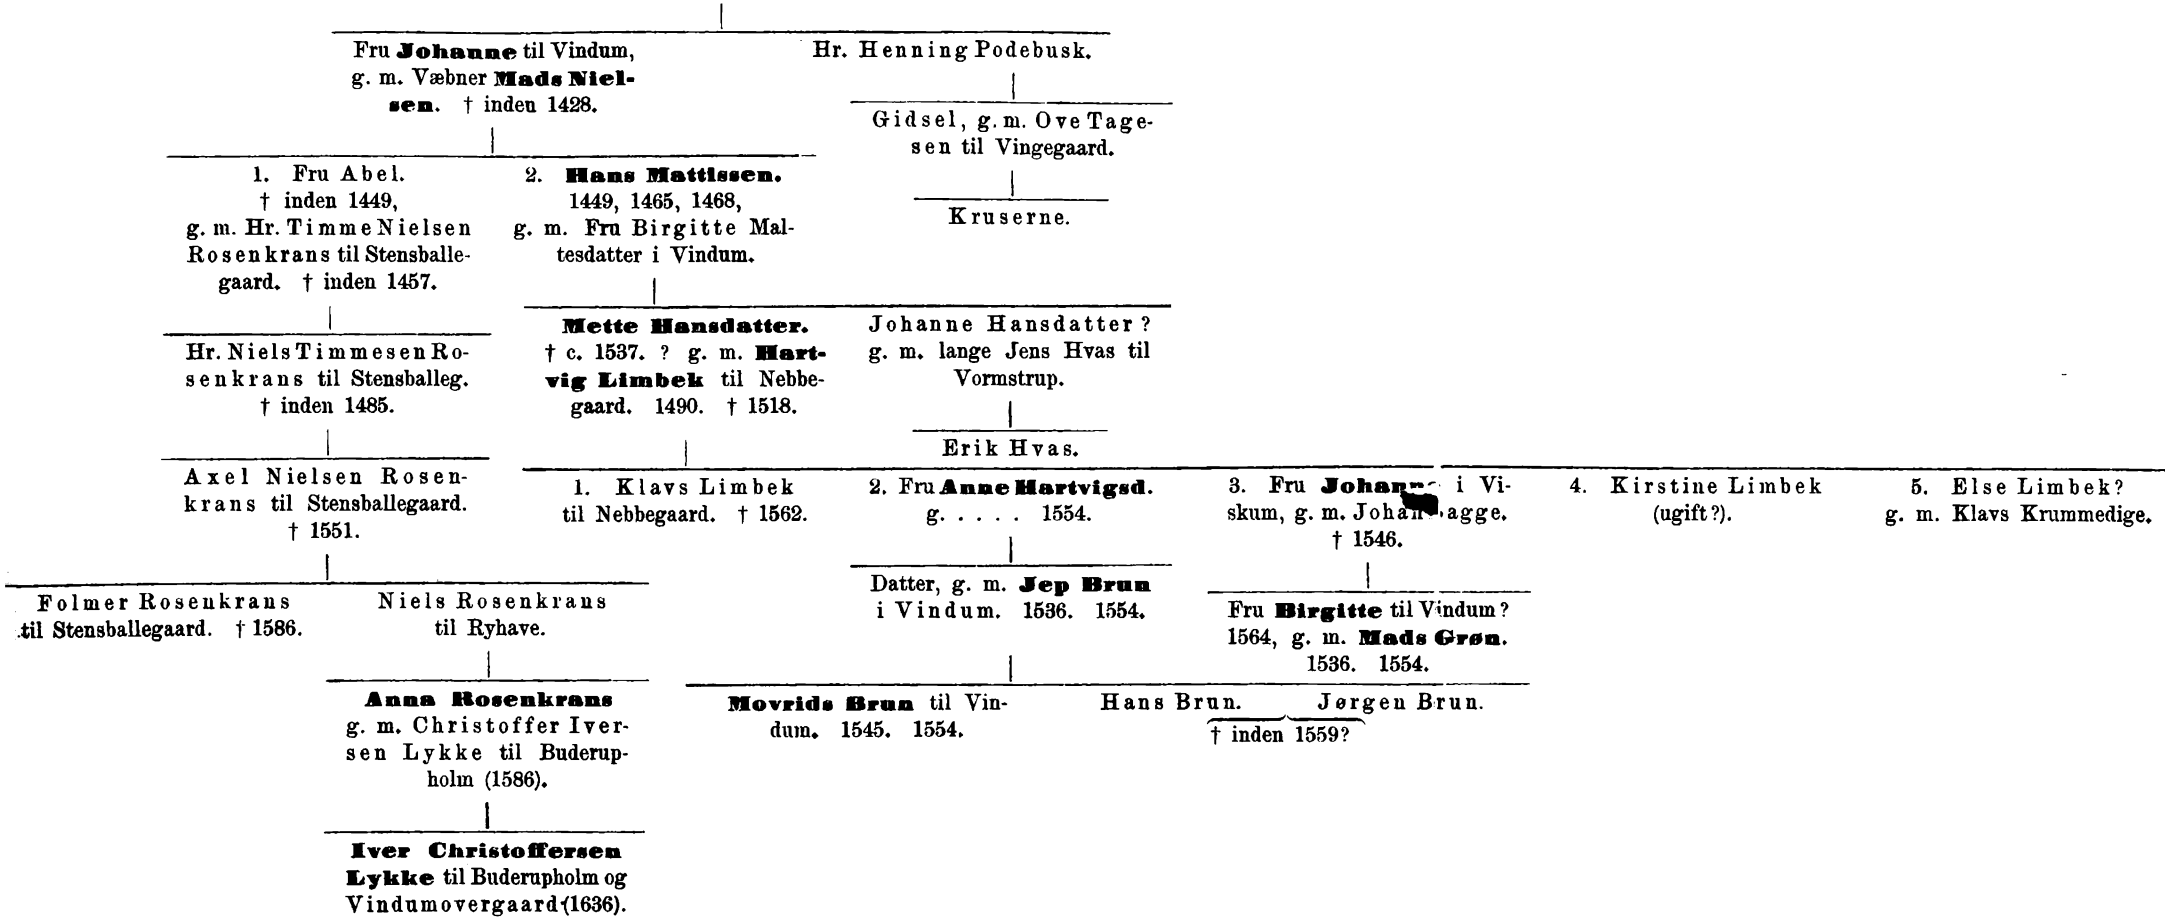 Fru Johanne til Vindum,
g. m. Væbner Mads Niel-
sen. † inden 1428.
Hr. Henning Podebusk.
Gidsel, g. m. Ove Tage-
sen til Vingegaard.
Kruserne.
1. Fru Abel.
† inden 1449,
g. m. Hr. Timme Nielsen
Rosenkrans til Stensballe-
gaard. † inden 1457.
2. Hans Mattissen.
1449, 1465, 1468,
g. m. Fru Birgitte Mal-
tesdatter i Vindum.
Hr. Niels Timmesen Ro-
senkrans til Stensballeg.
† inden 1485.
Mette Hansdatter.
† c. 1537. ? g. m. Hart-
vig Limbek til Nebbe-
gaard. 1490. † 1518.
Johanne Hansdatter ?
g. m. lange Jens Hvas til
Vormstrup.
Erik Hvas.
Axel Nielsen Rosen-
krans til Stensballegaard.
† 1551.
1. Klavs Limbek
til Nebbegaard. † 1562.
2. Fru Anne Hartvigsd.
g. . . . . 1554.
3. Fru i Vi-
skum, g. m.
† 1546.
4. Kirstine Limbek
(ugift?).
5. Else Limbek?
g. m. Klavs Krummedige.
Folmer Rosenkrans
til Stensballegaard. † 1586.
Niels Rosenkrans
til Ryhave.
Datter, g. m. Jep Brun
i Vindum. 1536. 1554.
Fru Birgitte til Vindum?
1564, g. m. Mads Grøn.
1536. 1554.
Anna Rosenkrans
g. m. Christoffer Iver-
sen Lykke til Buderup-
holm (1586).
Movrids Brun til Vin-
dum. 1545. 1554.
Hans Brun. Jørgen Brun.
† inden 1559?
Iver Christoffersen
Lykke til Buderupholm og
Vindumovergaard (1636).